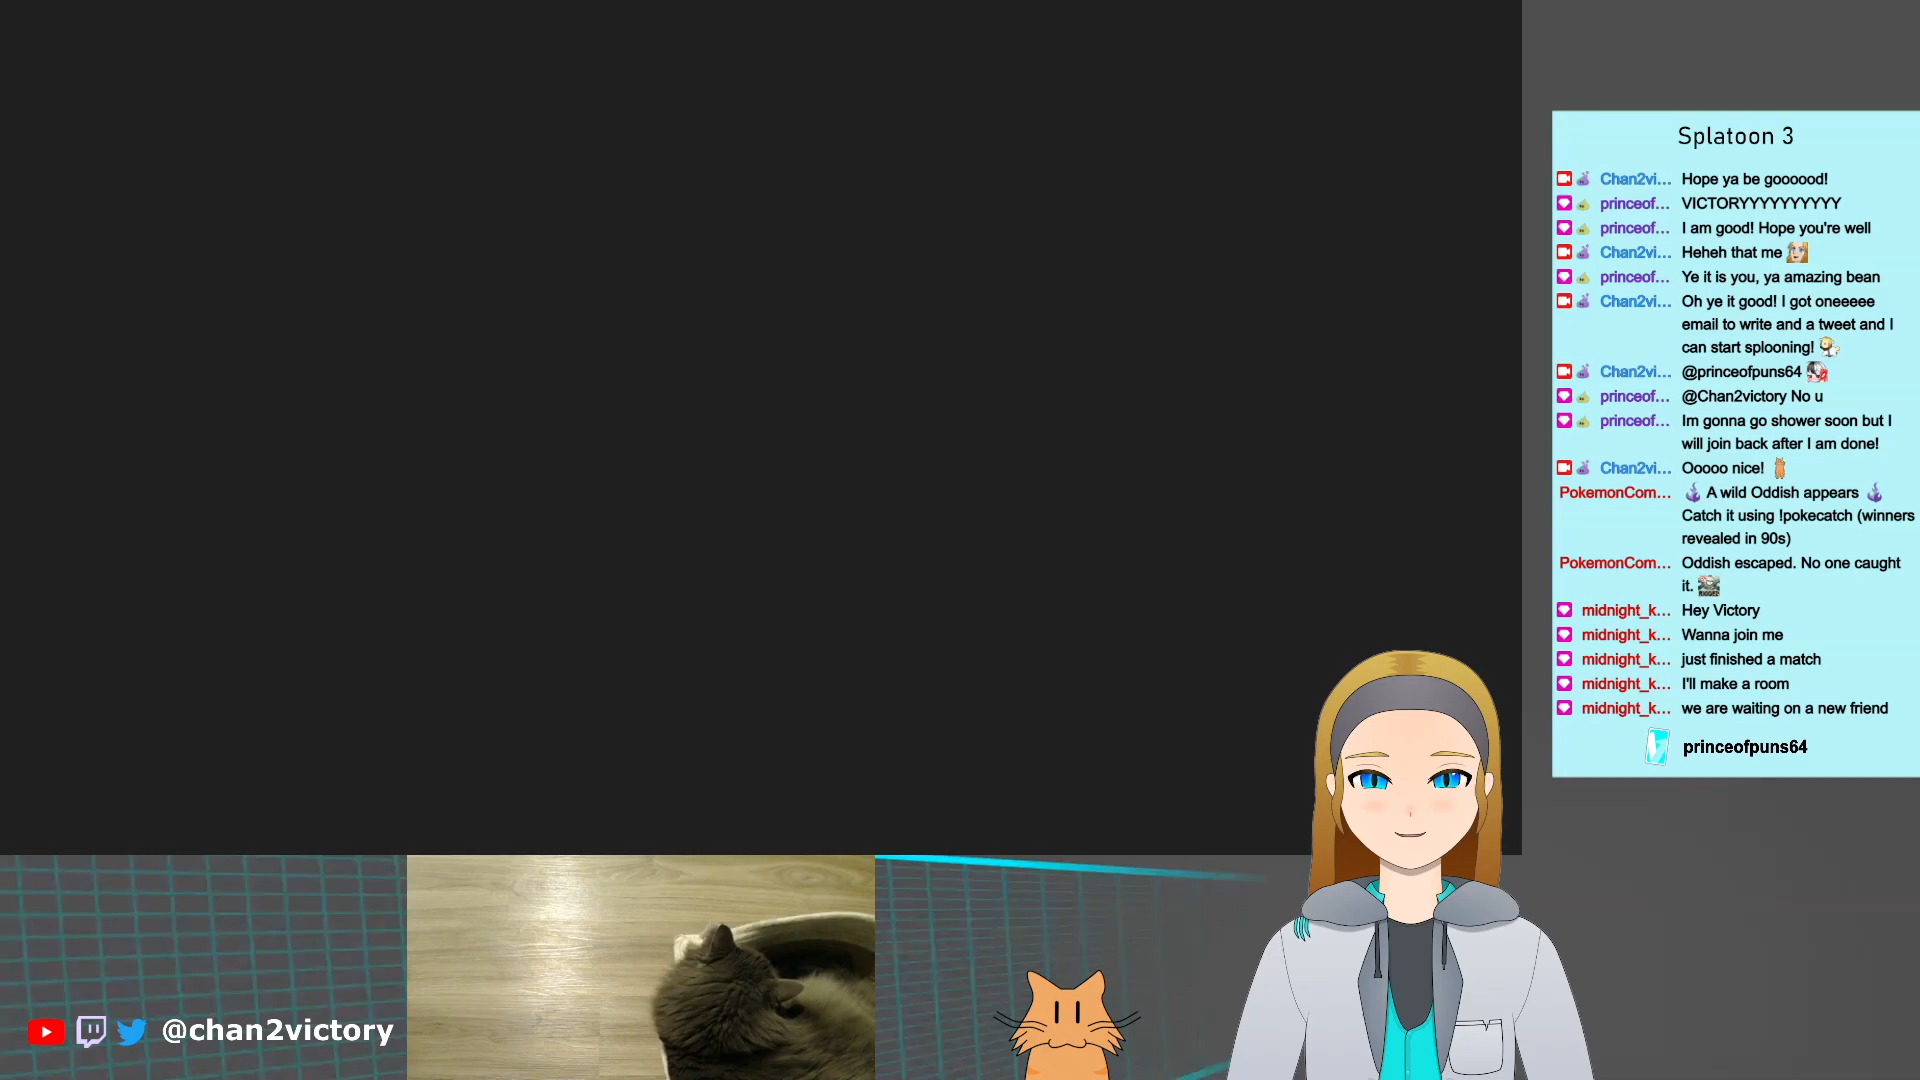 Splatoon 3
Chan2vi... Hope ya be goooood!
princeof... VICTORYYYYYYYYYY
princeof... I am good! Hope you're well
Chan2vi... Heheh that me
princeof... Ye it is you, ya amazing bean
Chan2vi... Oh ye it good! I got oneeeee
email to write and a tweet and I
can start splooning!
Chan2vi... @princeofpuns64
princeof... @Chan2victory No u
princeof... Im gonna go shower soon but I
will join back after I am done!
Chan2vi... Ooooo nice!
PokemonCom... A wild Oddish appears
Catch it using !pokecatch (winners
revealed in 90s)
PokemonCom... Oddish escaped. No one caught
it.
midnight_k... Hey Victory
midnight_k... Wanna join me
midnight_k... just finished a match
midnight_k... I'll make a room
midnight_k... we are waiting on a new friend
princeofpuns64
@chan2victory